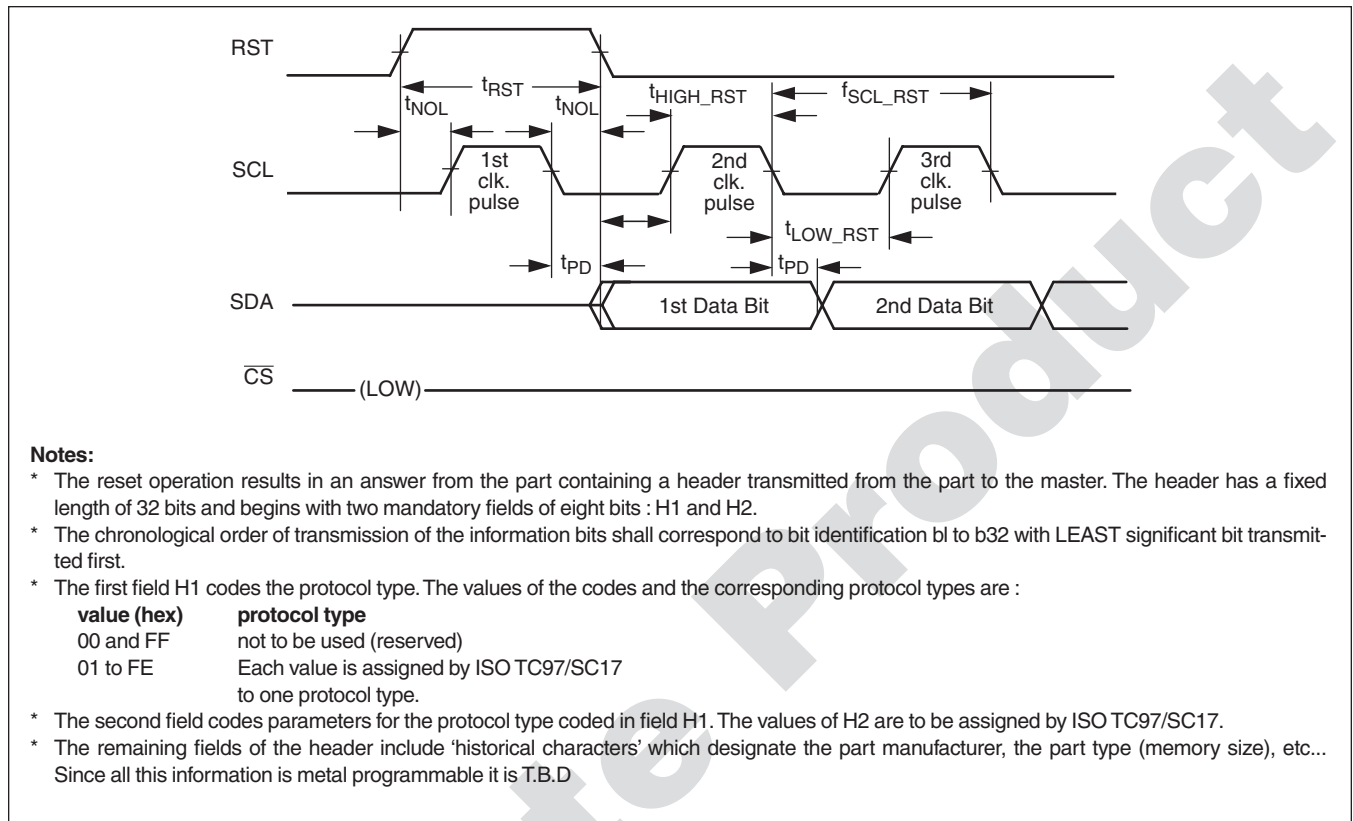 RST
tRST
tNOL
tNOL
tHIGH_RST
fSCL_RST
SCL
1st
clk.
pulse
2nd
clk.
pulse
3rd
clk.
pulse
tLOW_RST
tPD
tPD
SDA
1st Data Bit
2nd Data Bit
CS
(LOW)
Notes:
* The reset operation results in an answer from the part containing a header transmitted from the part to the master. The header has a fixed
length of 32 bits and begins with two mandatory fields of eight bits : H1 and H2.
* The chronological order of transmission of the information bits shall correspond to bit identification bl to b32 with LEAST significant bit transmit-
ted first.
* The first field H1 codes the protocol type. The values of the codes and the corresponding protocol types are :
value (hex) protocol type
00 and FF not to be used (reserved)
01 to FE Each value is assigned by ISO TC97/SC17
to one protocol type.
* The second field codes parameters for the protocol type coded in field H1. The values of H2 are to be assigned by ISO TC97/SC17.
* The remaining fields of the header include ‘historical characters’ which designate the part manufacturer, the part type (memory size), etc...
Since all this information is metal programmable it is T.B.D
Product